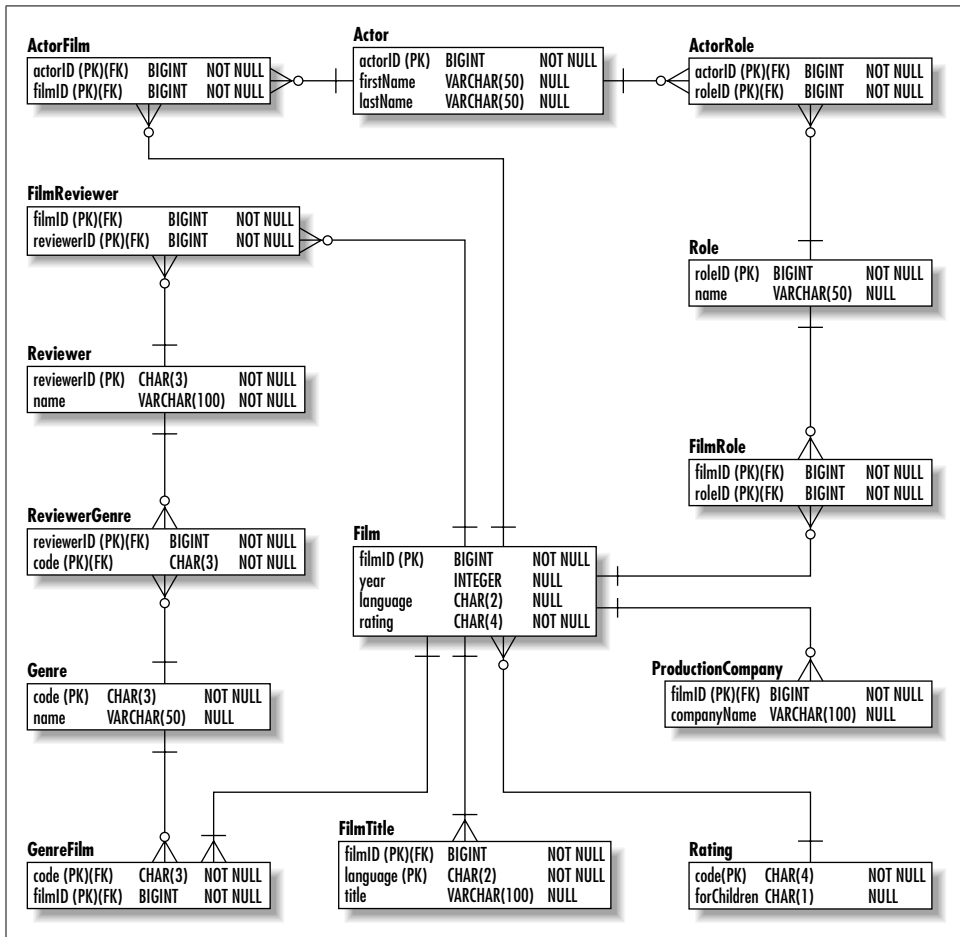 ActorFilm
actorID (PK)(FK) BIGINT NOT NULL
filmID (PK)(FK) BIGINT NOT NULL
Actor
actorID (PK) BIGINT NOT NULL
firstName VARCHAR(50) NULL
lastName VARCHAR(50) NULL
ActorRole
actorID (PK)(FK) BIGINT NOT NULL
roleID (PK)(FK) BIGINT NOT NULL
FilmReviewer
filmID (PK)(FK) BIGINT NOT NULL
reviewerID (PK)(FK) BIGINT NOT NULL
Role
roleID (PK) BIGINT NOT NULL
name VARCHAR(50) NULL
Reviewer
reviewerID (PK) CHAR(3) NOT NULL
name VARCHAR(100) NOT NULL
FilmRole
filmID (PK)(FK) BIGINT NOT NULL
roleID (PK)(FK) BIGINT NOT NULL
ReviewerGenre
reviewerID (PK)(FK) BIGINT NOT NULL
code (PK)(FK) CHAR(3) NOT NULL
Film
filmID (PK) BIGINT NOT NULL
year INTEGER NULL
language CHAR(2) NULL
rating CHAR(4) NOT NULL
Genre
code (PK) CHAR(3) NOT NULL
name VARCHAR(50) NULL
ProductionCompany
filmID (PK)(FK) BIGINT NOT NULL
companyName VARCHAR(100) NULL
GenreFilm
code (PK)(FK) CHAR(3) NOT NULL
filmID (PK)(FK) BIGINT NOT NULL
FilmTitle
filmID (PK)(FK) BIGINT NOT NULL
language (PK) CHAR(2) NOT NULL
title VARCHAR(100) NULL
Rating
code(PK) CHAR(4) NOT NULL
forChildren CHAR(1) NULL